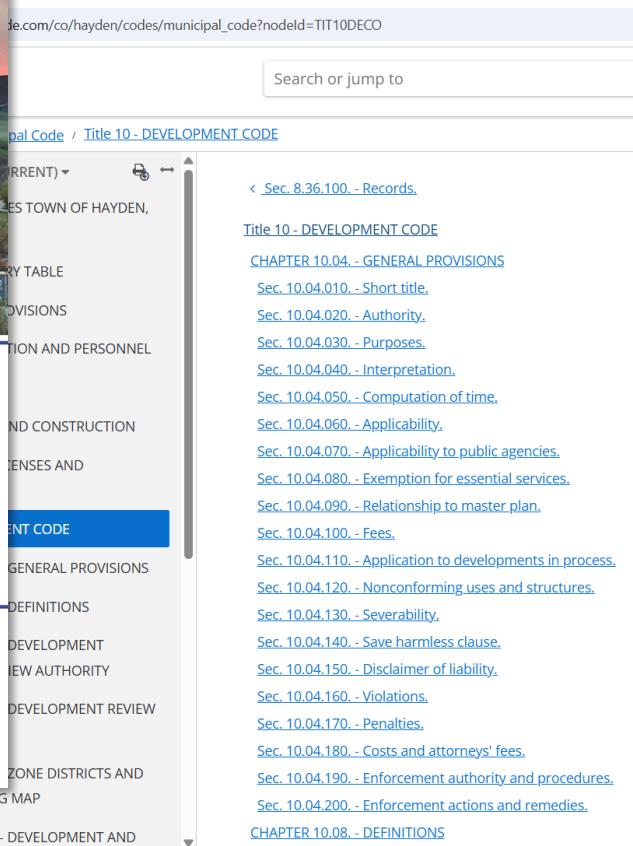 de.com/co/hayden/codes/municipal_code?nodeId=TIT10DECO
Search or jump to
pal Code / Title 10 - DEVELOPMENT CODE
RRENT)
ES TOWN OF HAYDEN,
RY TABLE
OVISIONS
TION AND PERSONNEL
ND CONSTRUCTION
CENSES AND
ENT CODE
GENERAL PROVISIONS
DEFINITIONS
DEVELOPMENT
IEW AUTHORITY
DEVELOPMENT REVIEW
ZONE DISTRICTS AND
G MAP
- DEVELOPMENT AND
< Sec. 8.36.100. - Records.
Title 10 - DEVELOPMENT CODE
CHAPTER 10.04. - GENERAL PROVISIONS
Sec. 10.04.010. - Short title.
Sec. 10.04.020. - Authority.
Sec. 10.04.030. - Purposes.
Sec. 10.04.040. - Interpretation.
Sec. 10.04.050. - Computation of time.
Sec. 10.04.060. - Applicability.
Sec. 10.04.070. - Applicability to public agencies.
Sec. 10.04.080. - Exemption for essential services.
Sec. 10.04.090. - Relationship to master plan.
Sec. 10.04.100. - Fees.
Sec. 10.04.110. - Application to developments in process.
Sec. 10.04.120. - Nonconforming uses and structures.
Sec. 10.04.130. - Severability.
Sec. 10.04.140. - Save harmless clause.
Sec. 10.04.150. - Disclaimer of liability.
Sec. 10.04.160. - Violations.
Sec. 10.04.170. - Penalties.
Sec. 10.04.180. - Costs and attorneys' fees.
Sec. 10.04.190. - Enforcement authority and procedures.
Sec. 10.04.200. - Enforcement actions and remedies.
CHAPTER 10.08. - DEFINITIONS